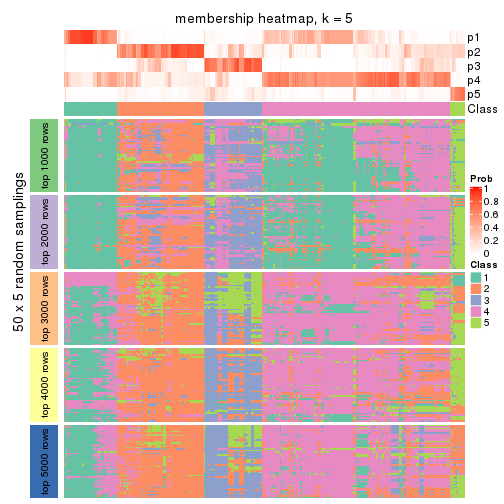 membership heatmap, k = 5
p1
p2
p3
p4
p5
Class
50 x 5 random samplings
top 1000 rows
top 2000 rows
top 3000 rows
top 4000 rows
top 5000 rows
Prob
1
0.8
0.6
0.4
0.2
0
Class
1
2
3
4
5